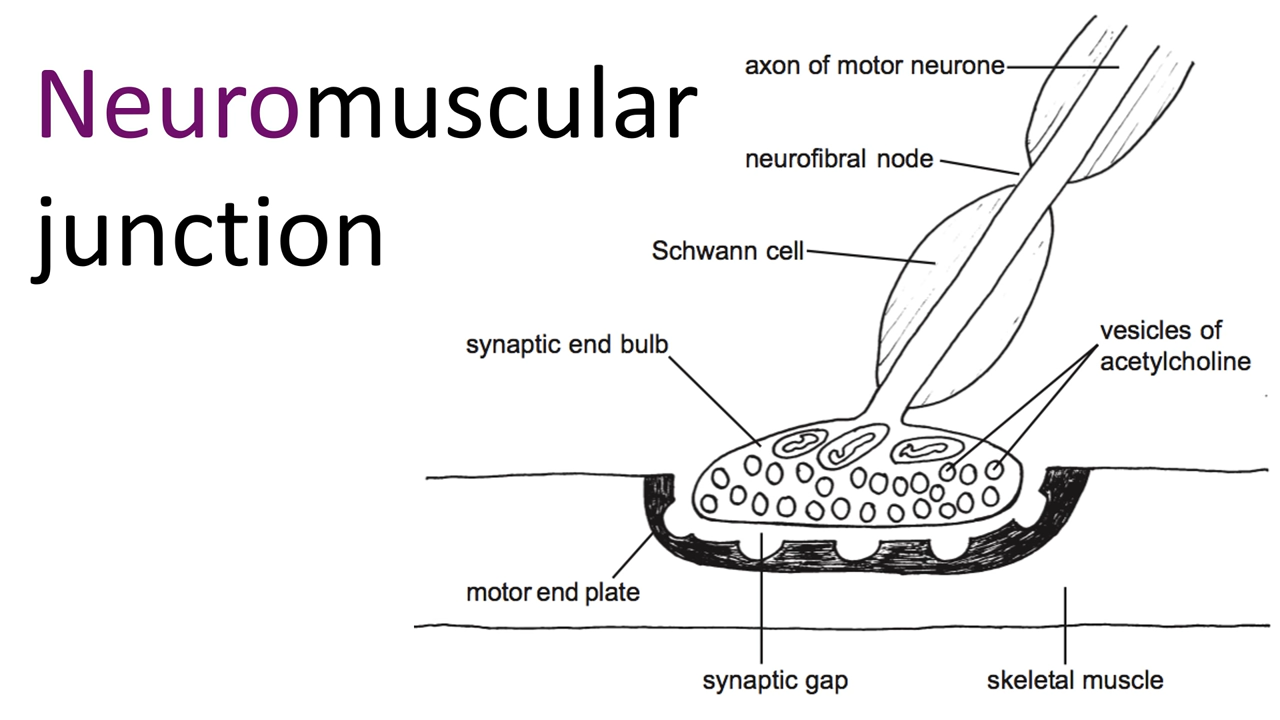 Neuromuscular
junction
axon of motor neurone
neurofibral node
Schwann cell
synaptic end bulb
vesicles of
acetylcholine
motor end plate
synaptic gap
skeletal muscle